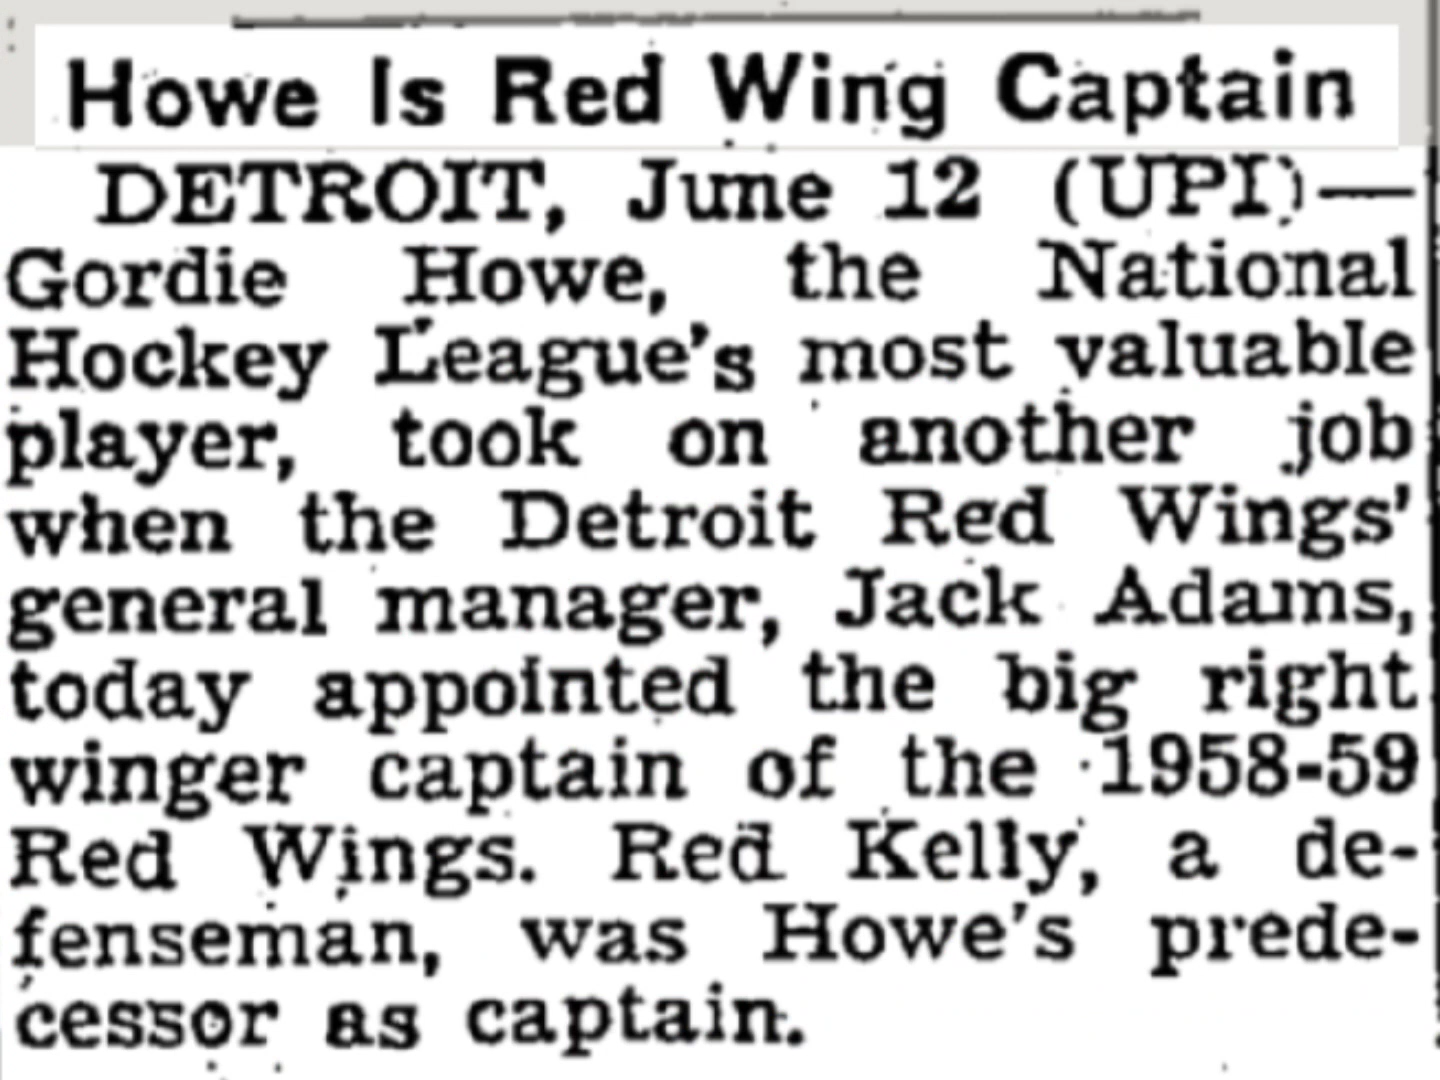 Howe Is Red Wing Captain
DETROIT, June 12 (UPI)—
Gordie Howe, the National
Hockey League's most valuable
player, took on another job
when the Detroit Red Wings'
general manager, Jack Adams,
today appointed the big right
winger captain of the 1958-59
Red Wings. Red Kelly, a de-
fenseman, was Howe's prede-
cessor as captain.